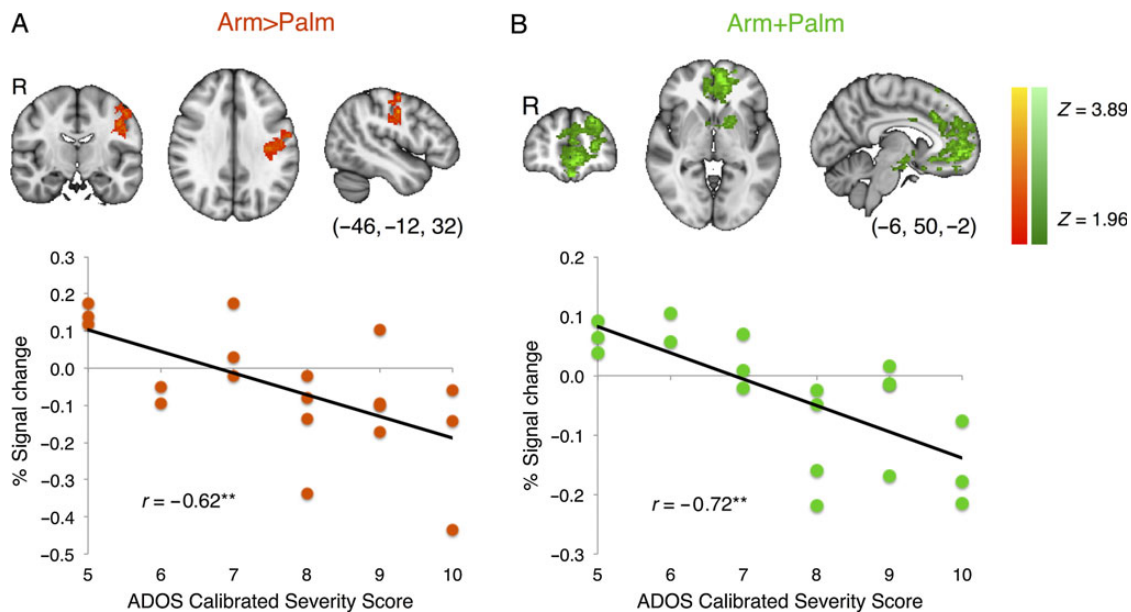 A
Arm>Palm
R
(−46, −12, 32)
0.3
0.2
0.1
0.0
−0.1
−0.2
−0.3
−0.4
−0.5
% Signal change
r = −0.62**
5 6 7 8 9 10
ADOS Calibrated Severity Score
B
Arm+Palm
R
(−6, 50, −2)
Z = 3.89
Z = 1.96
0.2
0.1
0.0
−0.1
−0.2
−0.3
% Signal change
r = −0.72**
5 6 7 8 9 10
ADOS Calibrated Severity Score